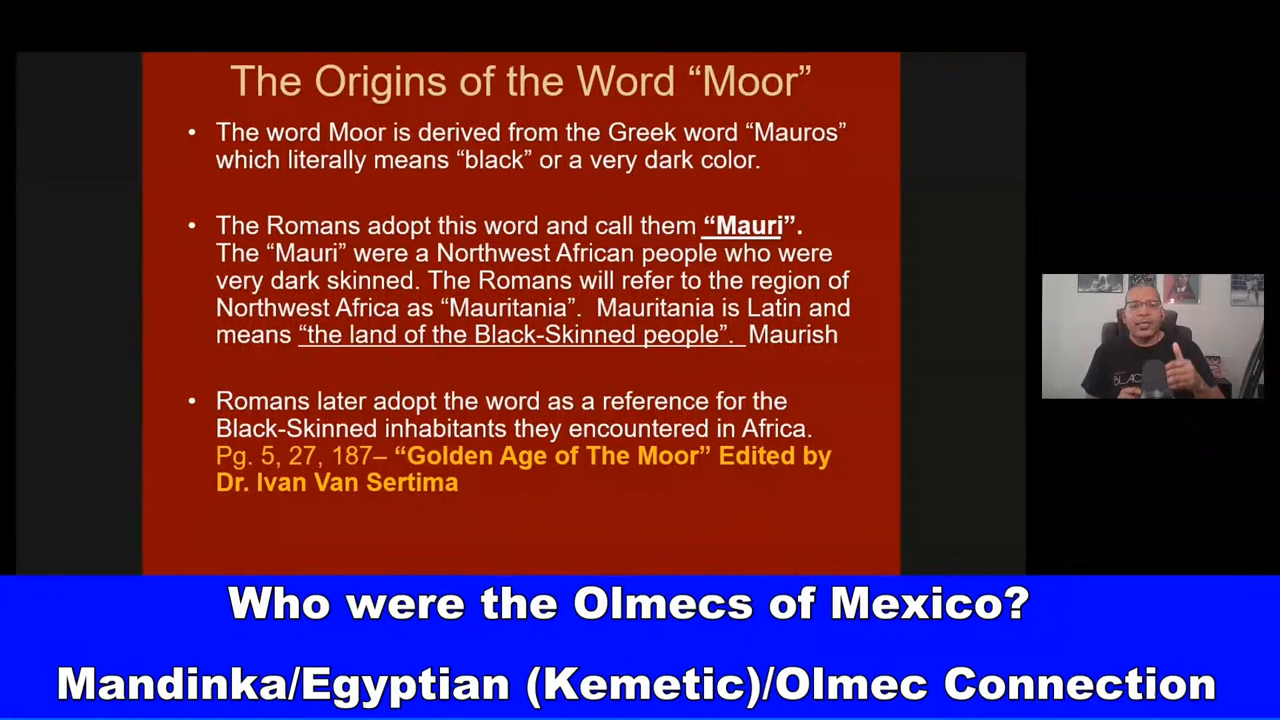 The Origins of the Word “Moor”
• The word Moor is derived from the Greek word “Mauros”
which literally means “black” or a very dark color.
• The Romans adopt this word and call them “Mauri”.
The “Mauri” were a Northwest African people who were
very dark skinned. The Romans will refer to the region of
Northwest Africa as “Mauritania”. Mauritania is Latin and
means “the land of the Black-Skinned people”. Maurish
• Romans later adopt the word as a reference for the
Black-Skinned inhabitants they encountered in Africa.
Pg. 5, 27, 187– “Golden Age of The Moor” Edited by
Dr. Ivan Van Sertima
Who were the Olmecs of Mexico?
Mandinka/Egyptian (Kemetic)/Olmec Connection